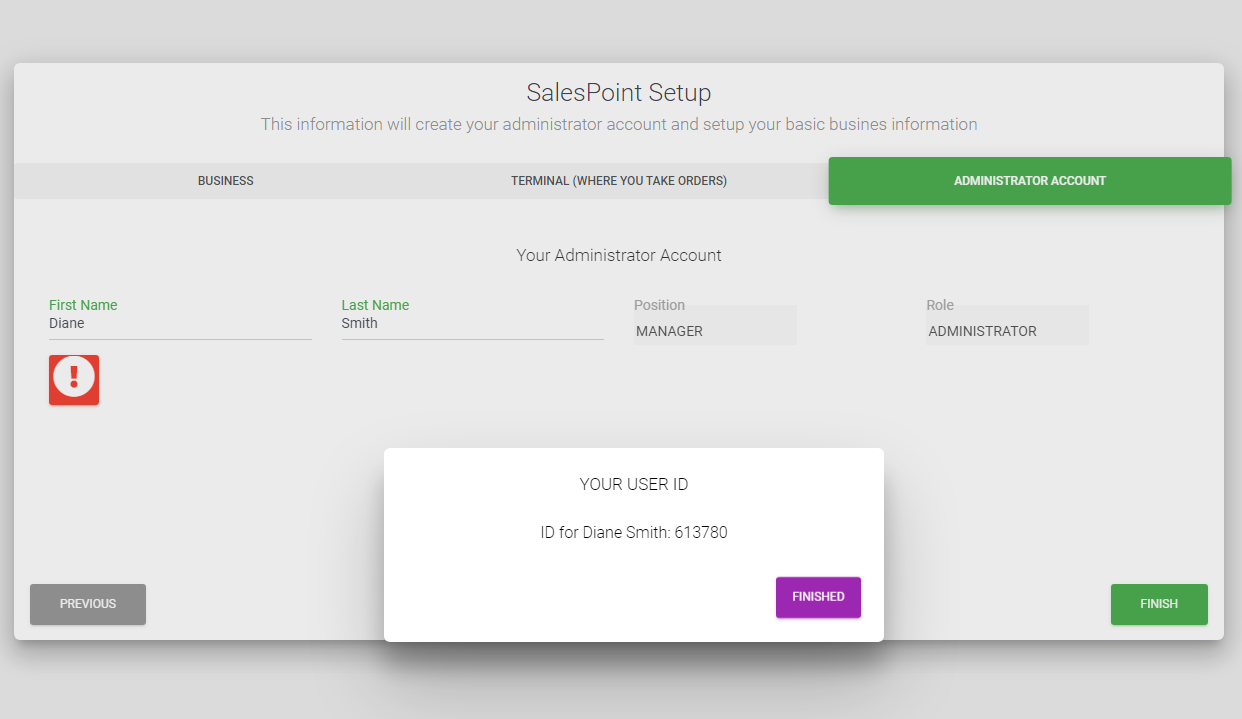 SalesPoint Setup
This information will create your administrator account and setup your basic busines information
BUSINESS
TERMINAL (WHERE YOU TAKE ORDERS)
ADMINISTRATOR ACCOUNT
Your Administrator Account
First Name
Diane
Last Name
Smith
Position
MANAGER
Role
ADMINISTRATOR
!
YOUR USER ID
ID for Diane Smith: 613780
FINISHED
PREVIOUS
FINISH